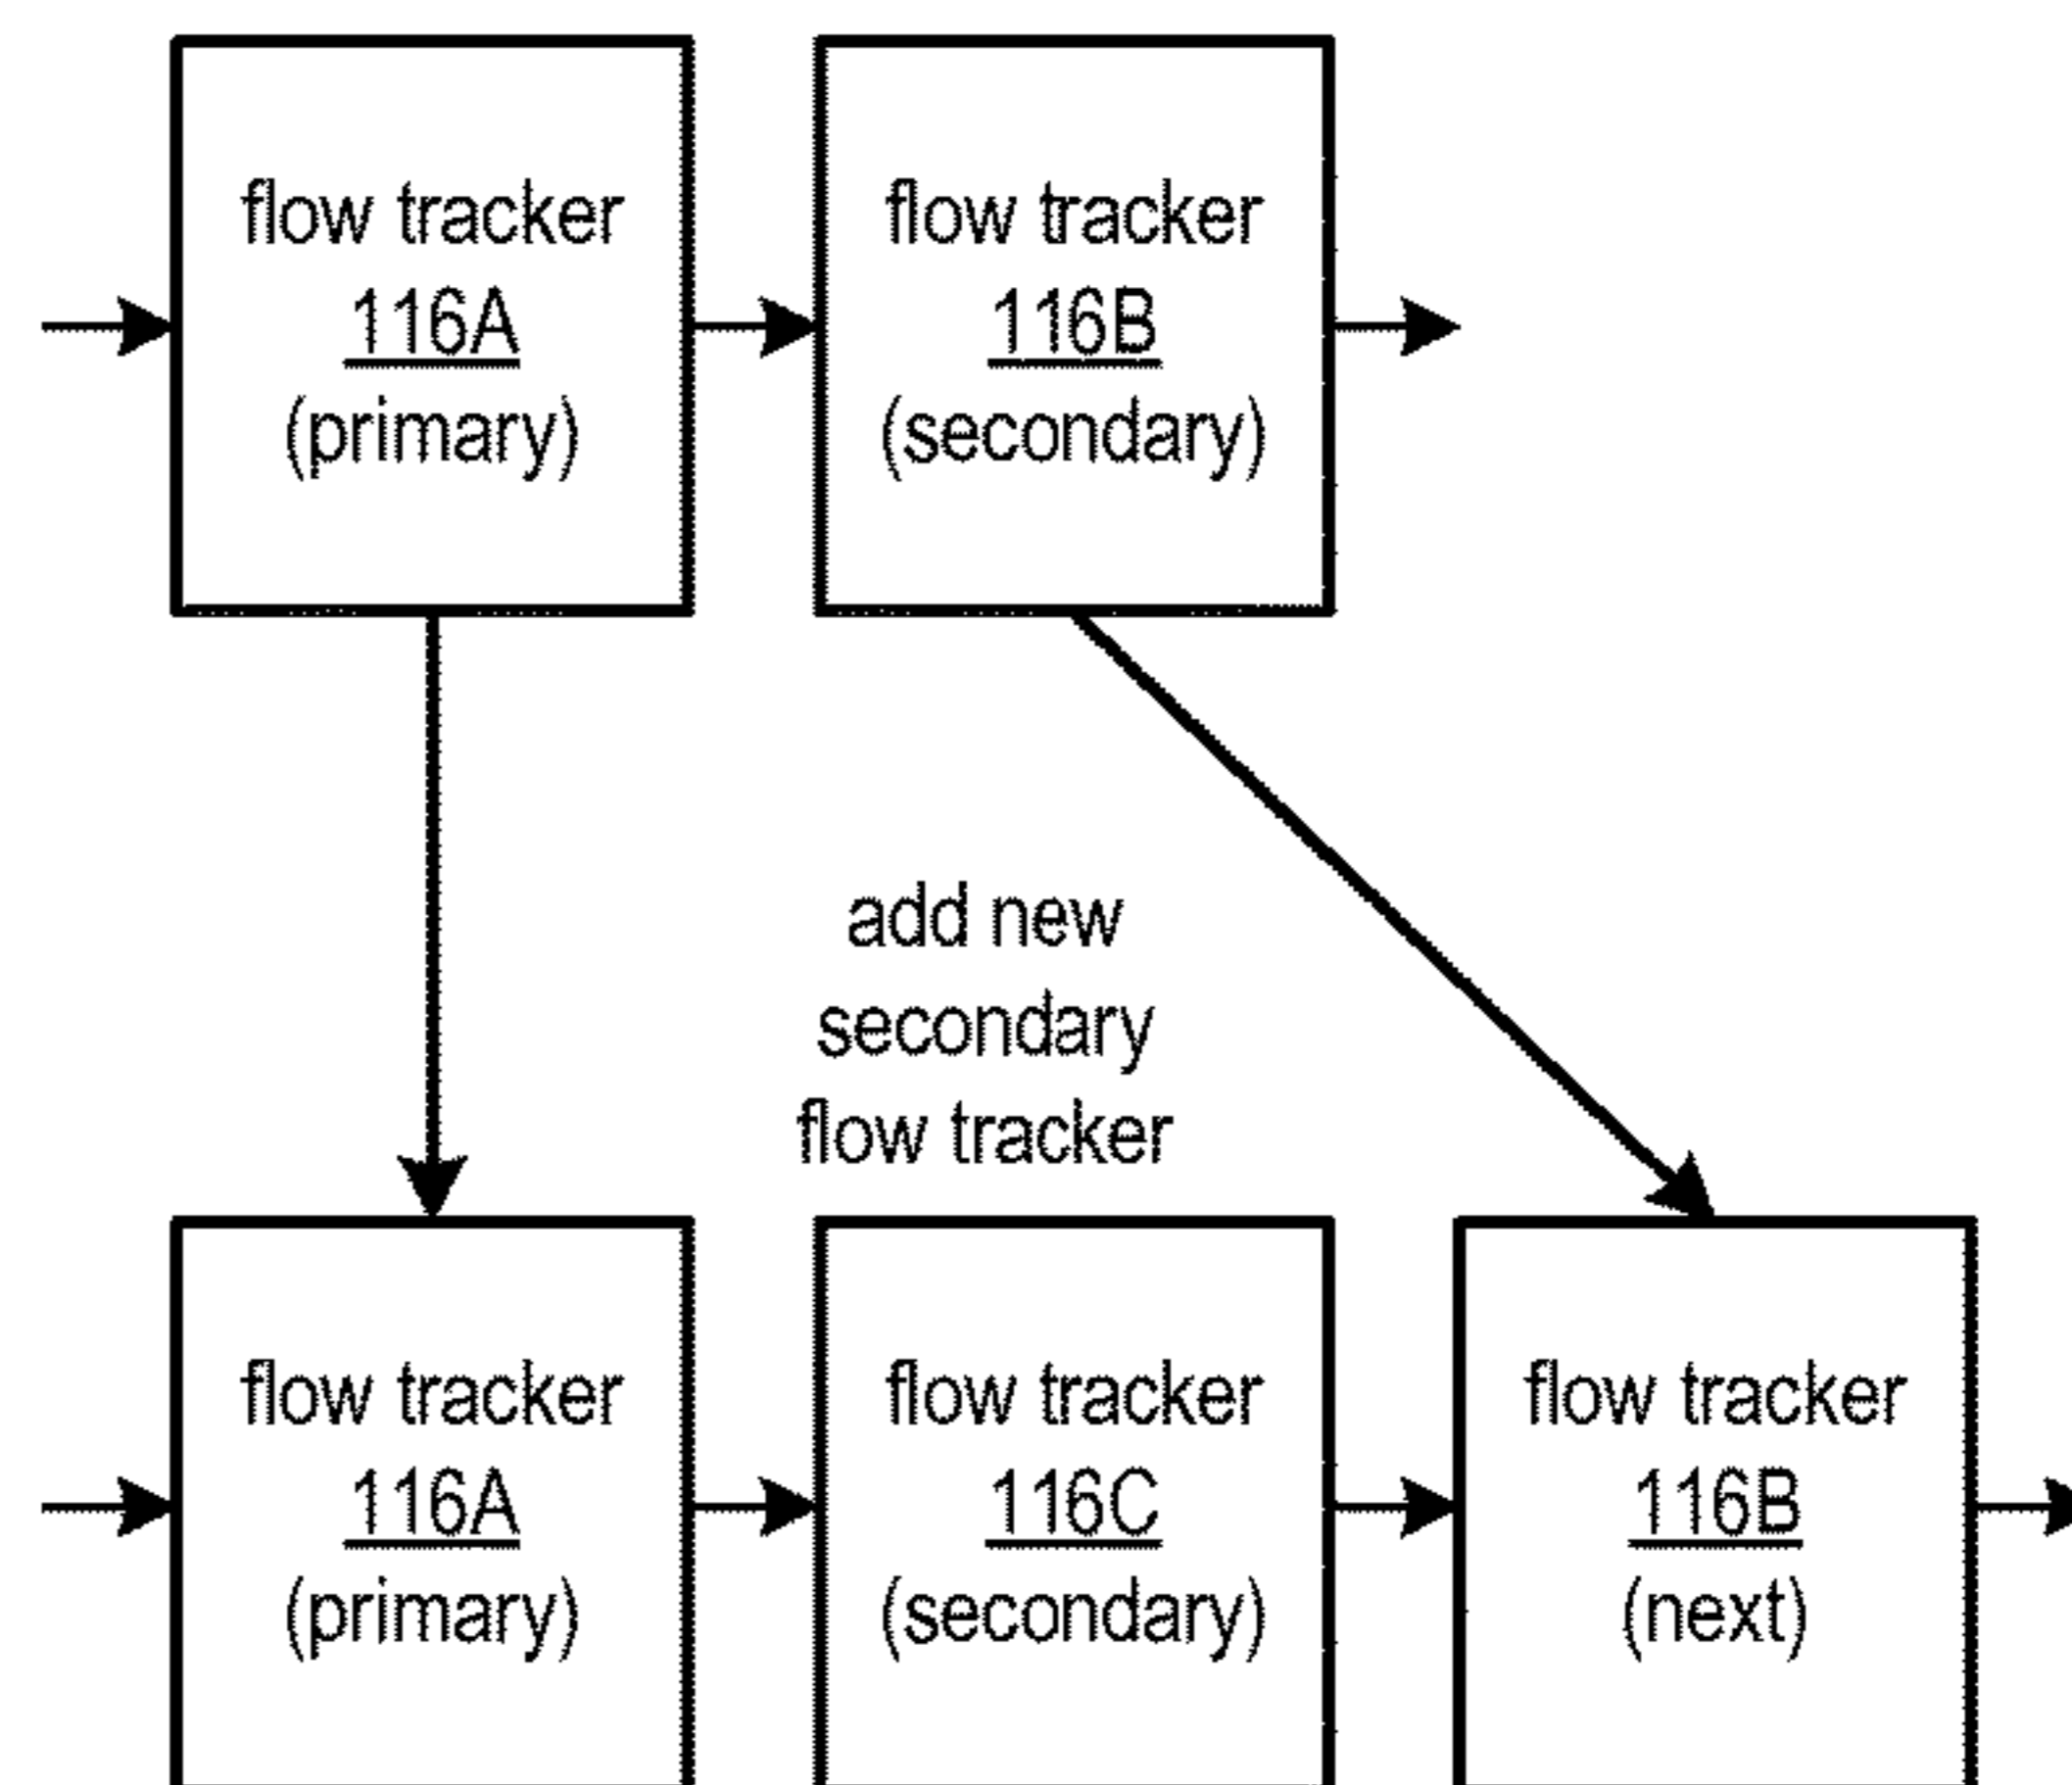 flow tracker
116A
(primary)
flow tracker
116B
(secondary)
add new
secondary
flow tracker
flow tracker
116A
(primary)
flow tracker
116C
(secondary)
flow tracker
116B
(next)